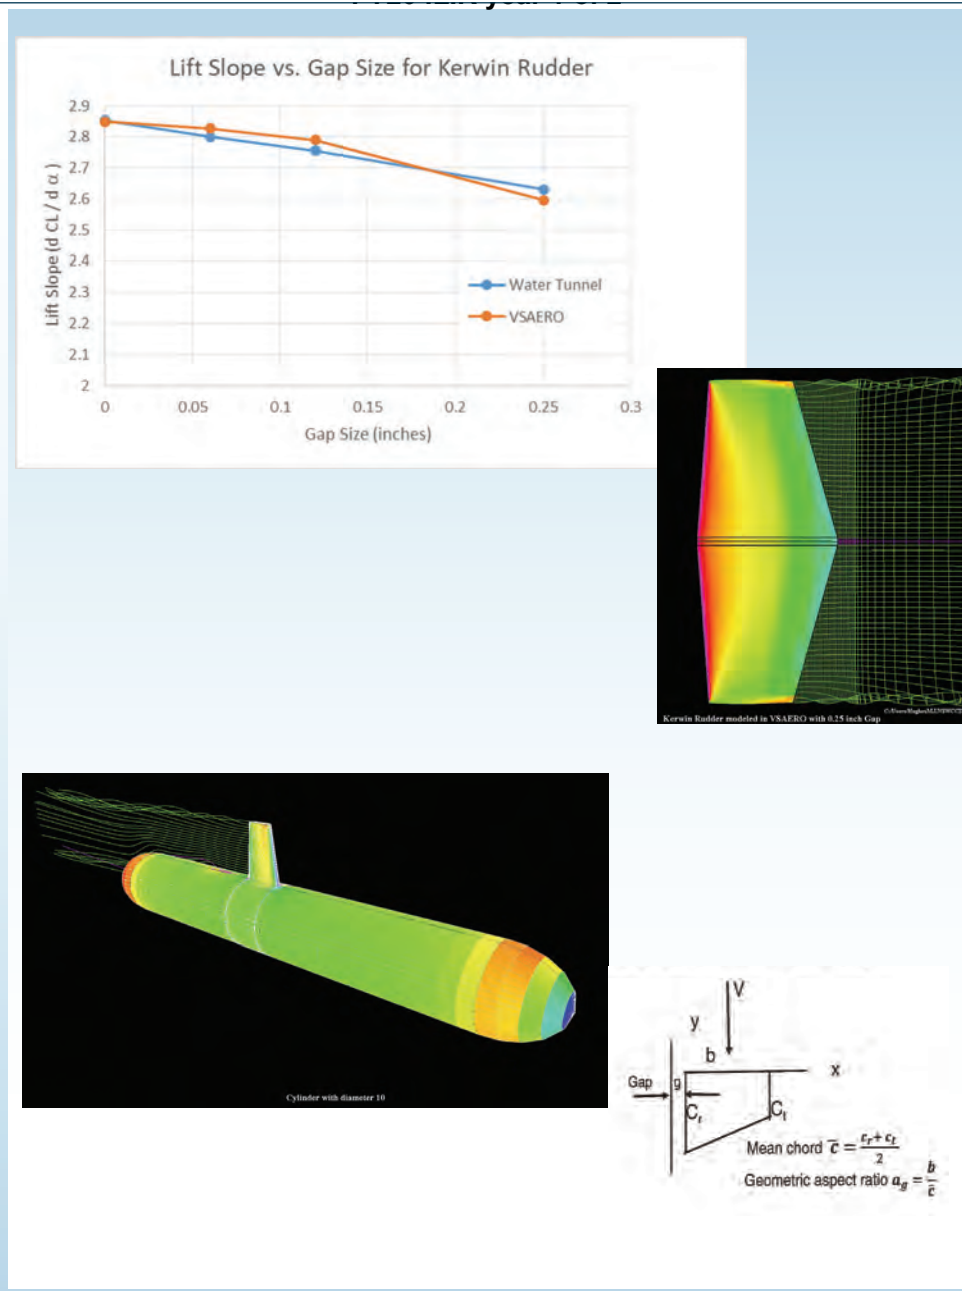 Lift Slope vs. Gap Size for Kerwin Rudder
Lift Slope (d CL / d α )
2.9
2.8
2.7
2.6
2.5
2.4
2.3
2.2
2.1
2
0
0.05
0.1
0.15
0.2
0.25
0.3
Gap Size (inches)
Water Tunnel
VSAERO
Kerwin Rudder modeled in VSAERO with 0.25 inch Gap
Cylinder with diameter 10
V
y
b
x
Gap
g
Cᵣ
Cₜ
Mean chord c̄ = (cᵣ + cₜ)/2
Geometric aspect ratio a_g = b/c̄